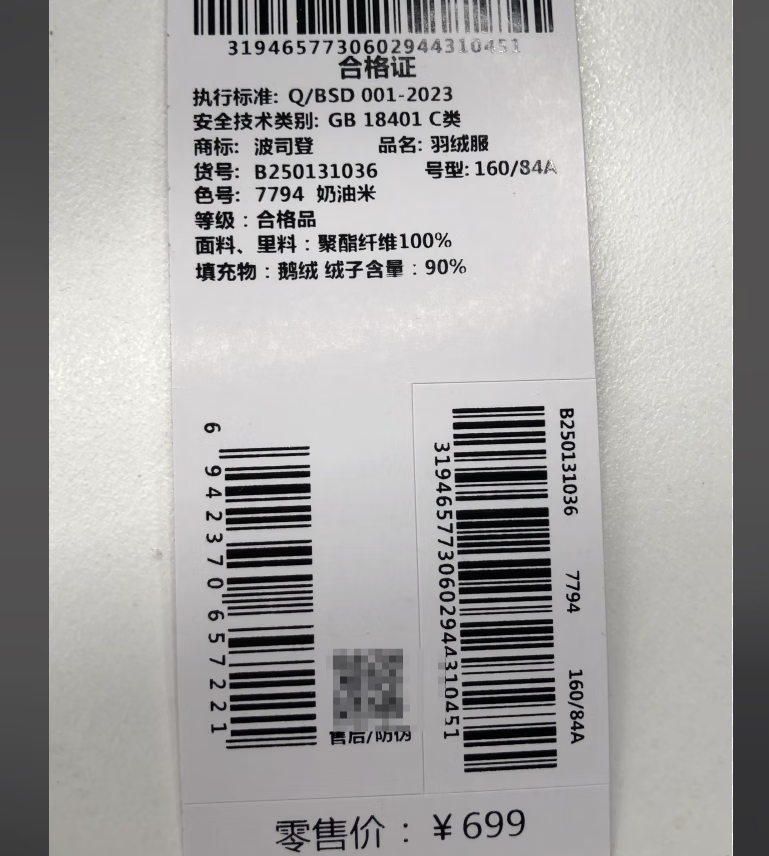 3194657730602944310451
合格证
执行标准: Q/BSD 001-2023
安全技术类别: GB 18401 C类
商标: 波司登 品名: 羽绒服
货号: B250131036 号型: 160/84A
色号: 7794 奶油米
等级：合格品
面料、里料：聚酯纤维100%
填充物：鹅绒 绒子含量：90%
6 942370 657221
售后/防伪
3194657730602944310451
B250131036 7794 160/84A
零售价：￥699